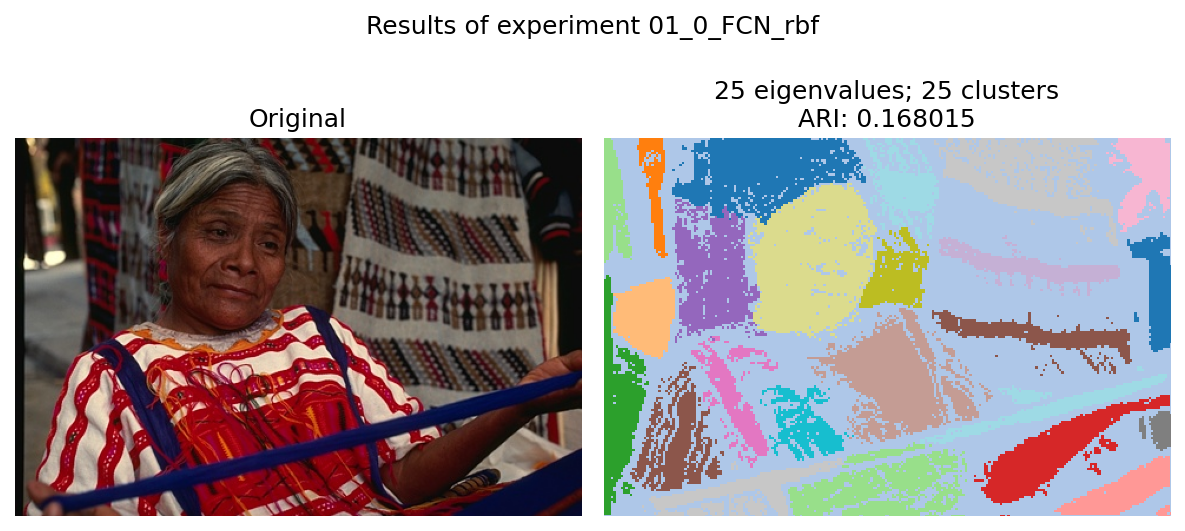 Results of experiment 01_0_FCN_rbf
Original
25 eigenvalues; 25 clusters
ARI: 0.168015